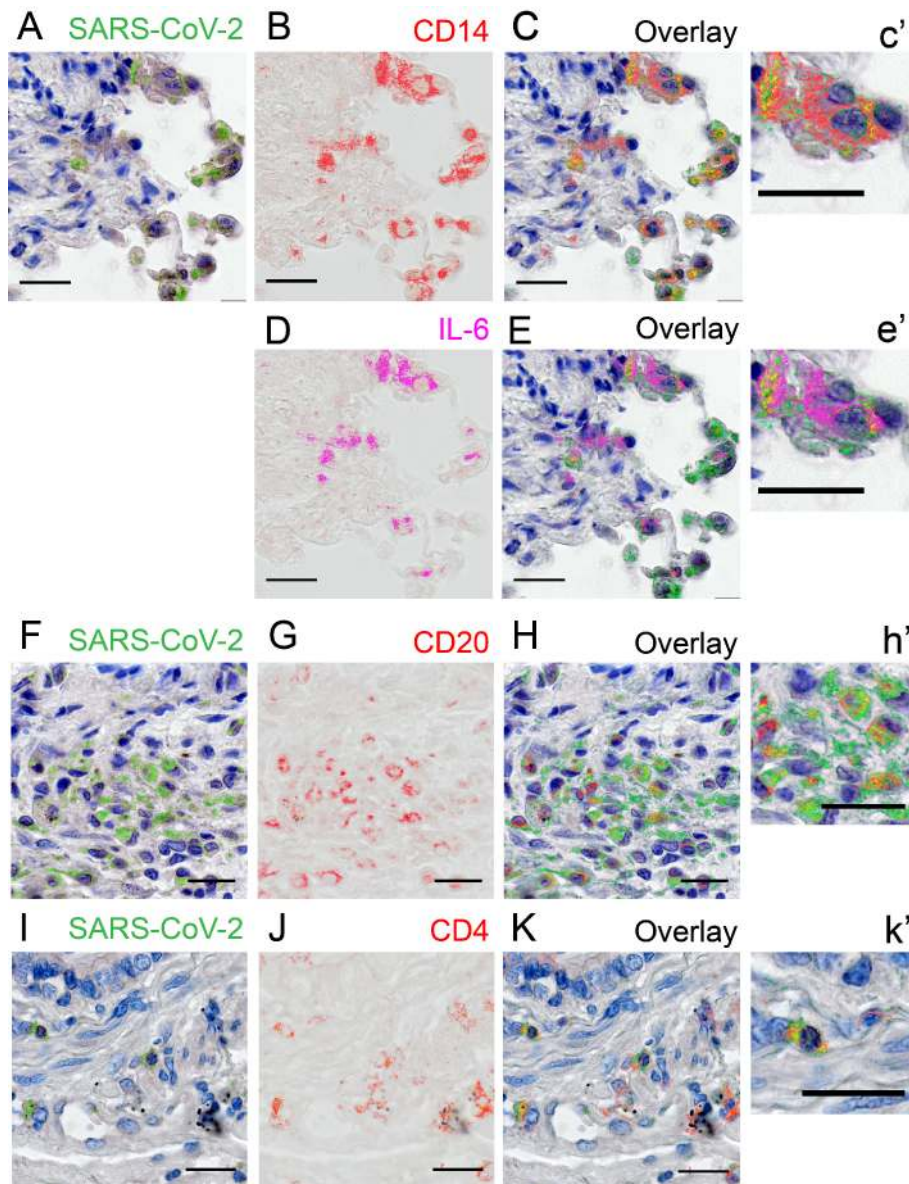 A SARS-CoV-2 B CD14 C Overlay c’
D IL-6 E Overlay e’
F SARS-CoV-2 G CD20 H Overlay h’
I SARS-CoV-2 J CD4 K Overlay k’